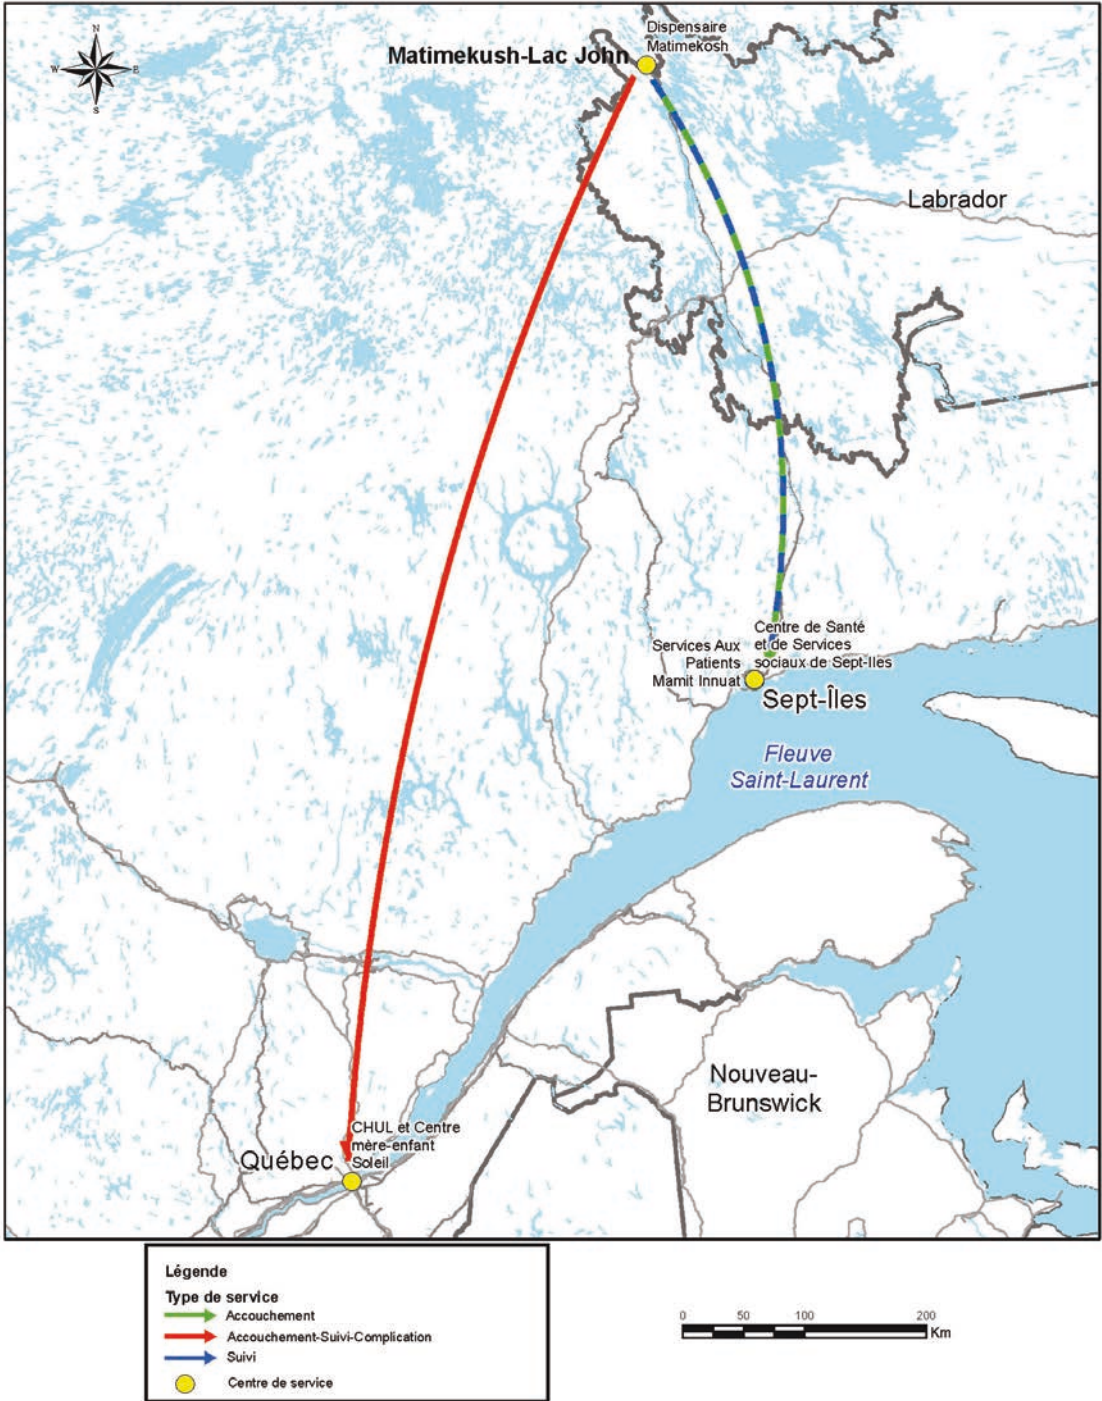 N
W
E
S
Dispensaire
Matimekosh
Matimekush-Lac John
Labrador
Centre de Santé
et de Services
sociaux de Sept-Iles
Services Aux
Patients
Mamit Innuat
Sept-Îles
Fleuve
Saint-Laurent
Nouveau-
Brunswick
CHUL et Centre
mère-enfant
Soleil
Québec
Légende
Type de service
Accouchement
Accouchement-Suivi-Complication
Suivi
Centre de service
0 50 100 200
Km